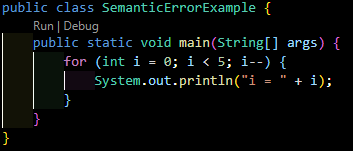 public class SemanticErrorExample {
Run | Debug
    public static void main(String[] args) {
        for (int i = 0; i < 5; i--) {
            System.out.println("i = " + i);
        }
    }
}